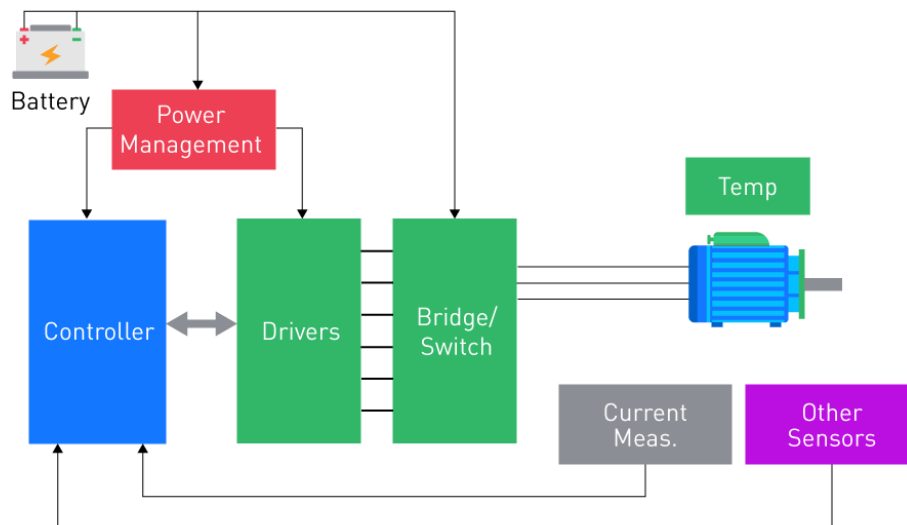 Battery
Power
Management
Temp
Controller
Drivers
Bridge/
Switch
Current
Meas.
Other
Sensors